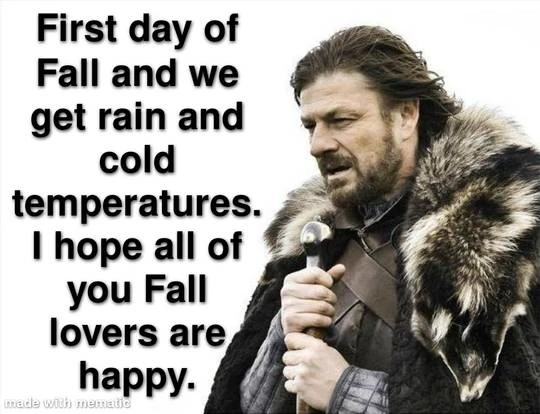 First day of
Fall and we
get rain and
cold
temperatures.
I hope all of
you Fall
lovers are
happy.
made with mematic